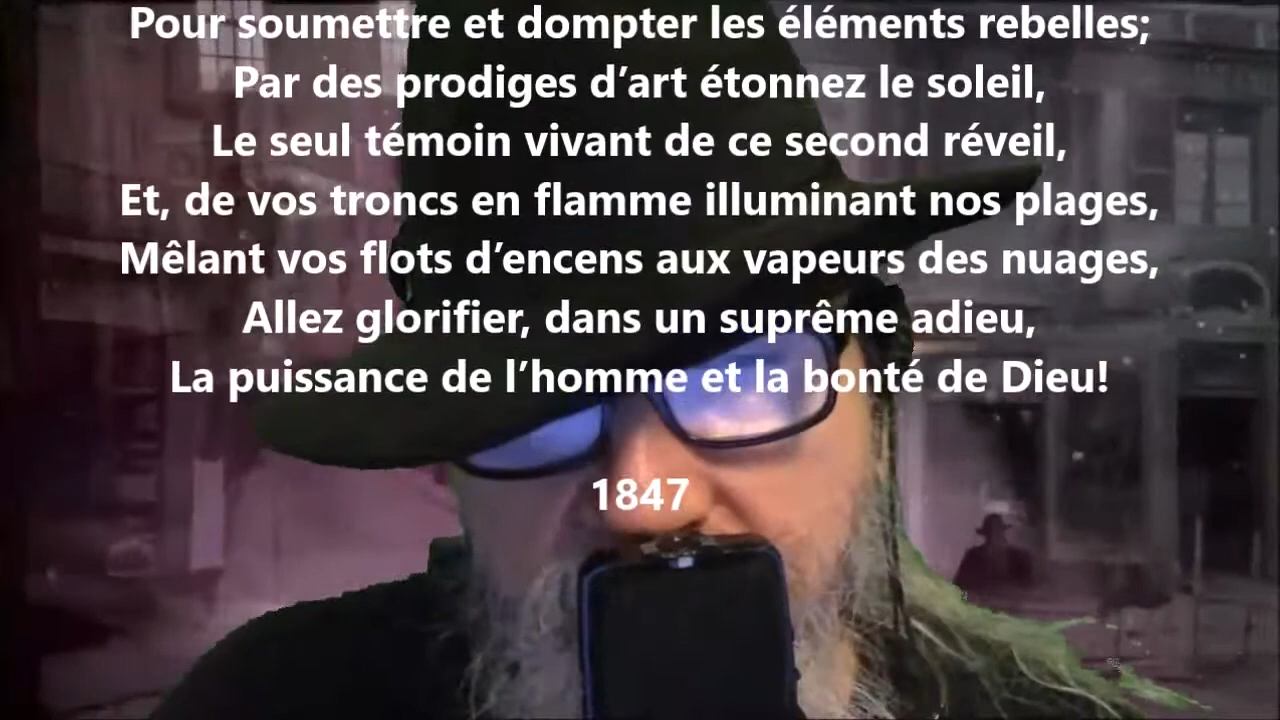 Pour soumettre et dompter les éléments rebelles;
Par des prodiges d’art étonnez le soleil,
Le seul témoin vivant de ce second réveil,
Et, de vos troncs en flamme illuminant nos plages,
Mêlant vos flots d’encens aux vapeurs des nuages,
Allez glorifier, dans un suprême adieu,
La puissance de l’homme et la bonté de Dieu!
1847